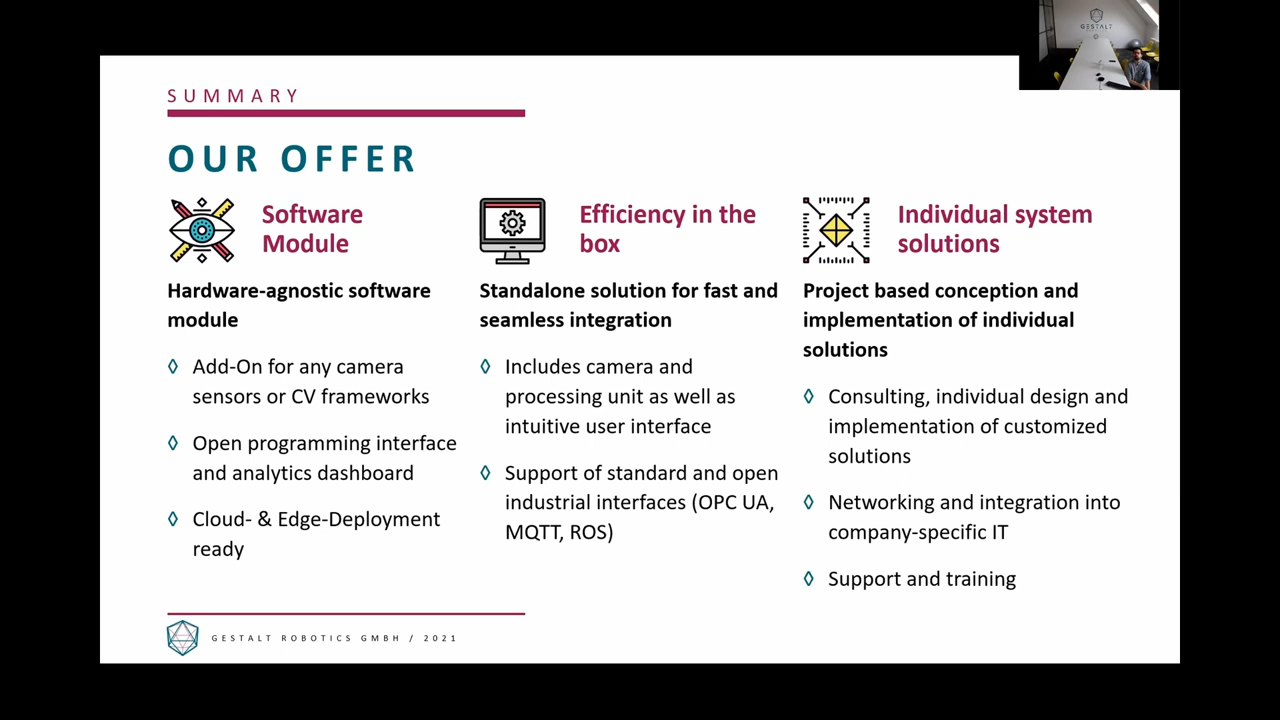 GESTALT
SUMMARY
OUR OFFER
Software
Module
Hardware-agnostic software
module
◊ Add-On for any camera
sensors or CV frameworks
◊ Open programming interface
and analytics dashboard
◊ Cloud- & Edge-Deployment
ready
Efficiency in the
box
Standalone solution for fast and
seamless integration
◊ Includes camera and
processing unit as well as
intuitive user interface
◊ Support of standard and open
industrial interfaces (OPC UA,
MQTT, ROS)
Individual system
solutions
Project based conception and
implementation of individual
solutions
◊ Consulting, individual design and
implementation of customized
solutions
◊ Networking and integration into
company-specific IT
◊ Support and training
GESTALT ROBOTICS GMBH / 2021